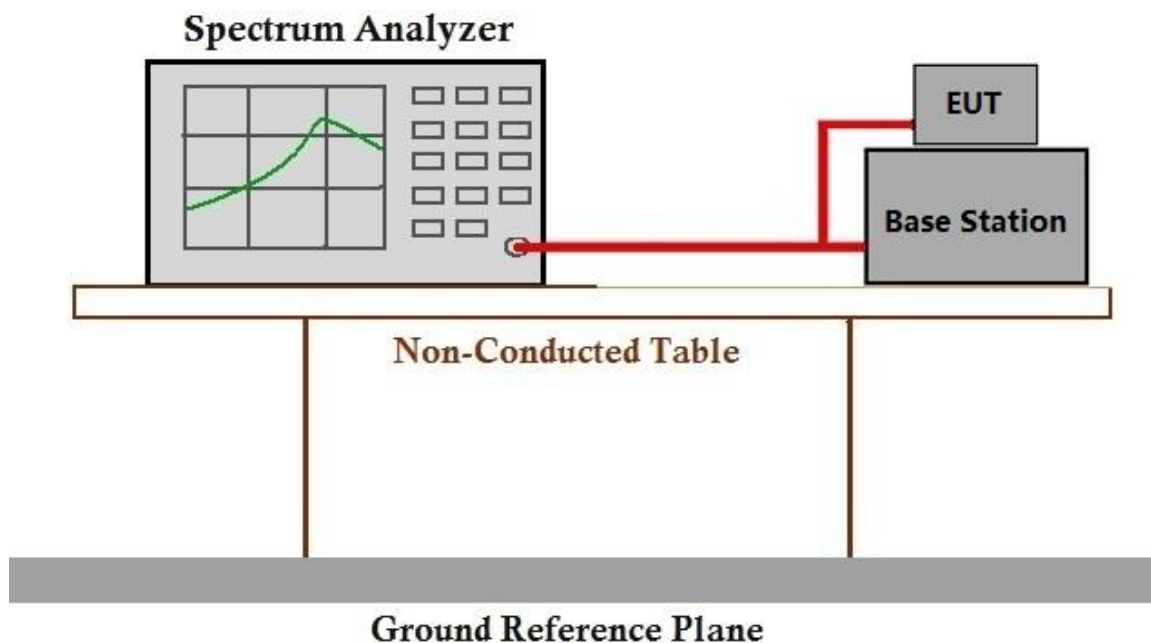 Spectrum Analyzer
EUT
Base Station
Non-Conducted Table
Ground Reference Plane